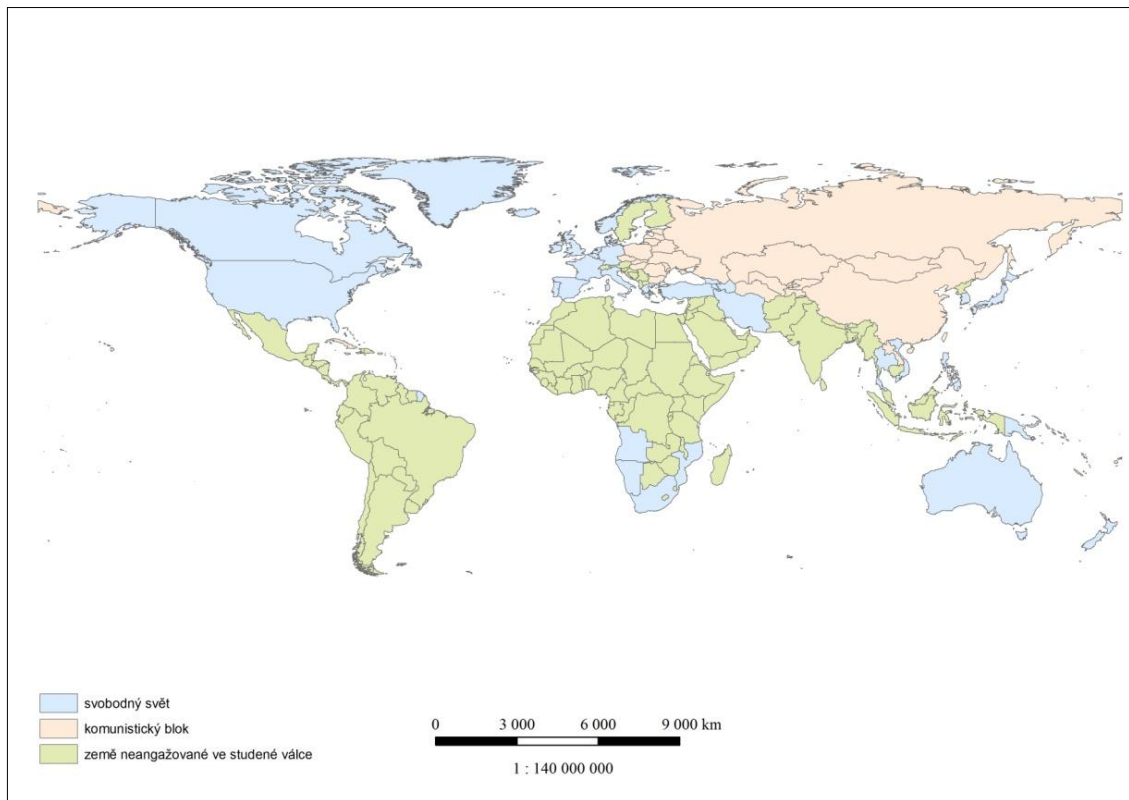 svobodný svět
komunistický blok
země neangažované ve studené válce
0 3 000 6 000 9 000 km
1 : 140 000 000